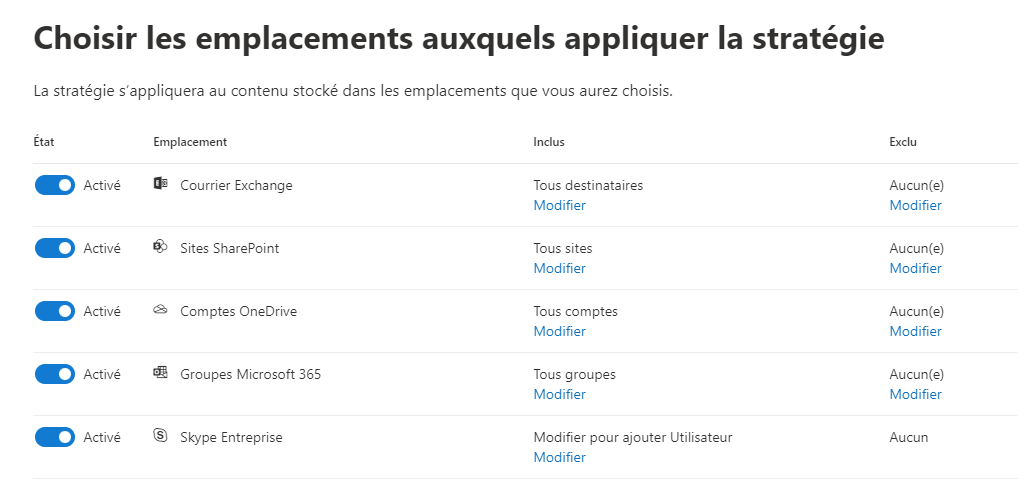 Choisir les emplacements auxquels appliquer la stratégie
La stratégie s’appliquera au contenu stocké dans les emplacements que vous aurez choisis.
État Emplacement Inclus Exclu
Activé Courrier Exchange Tous destinataires Aucun(e)
Modifier Modifier
Activé Sites SharePoint Tous sites Aucun(e)
Modifier Modifier
Activé Comptes OneDrive Tous comptes Aucun(e)
Modifier Modifier
Activé Groupes Microsoft 365 Tous groupes Aucun(e)
Modifier Modifier
Activé Skype Entreprise Modifier pour ajouter Utilisateur Aucun
Modifier